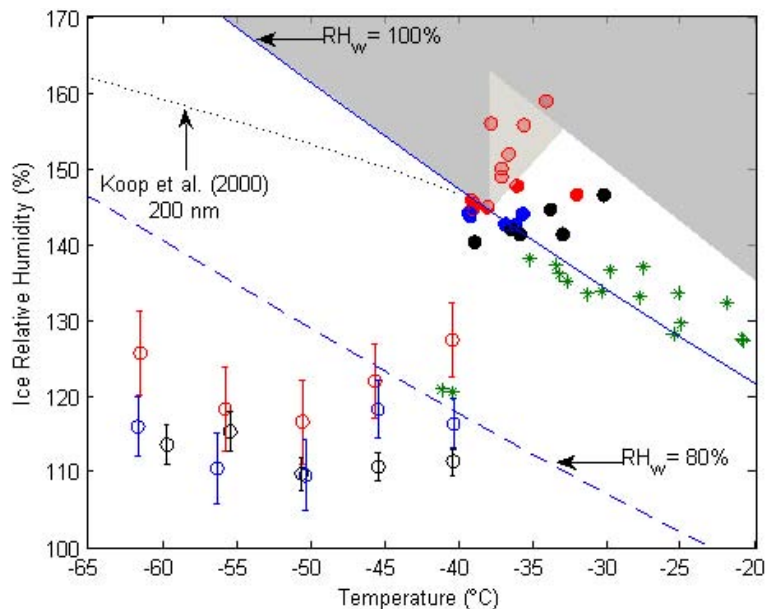 170
160
150
140
130
120
110
100
Ice Relative Humidity (%)
RHw = 100%
Koop et al. (2000)
200 nm
RHw = 80%
-65 -60 -55 -50 -45 -40 -35 -30 -25 -20
Temperature (°C)